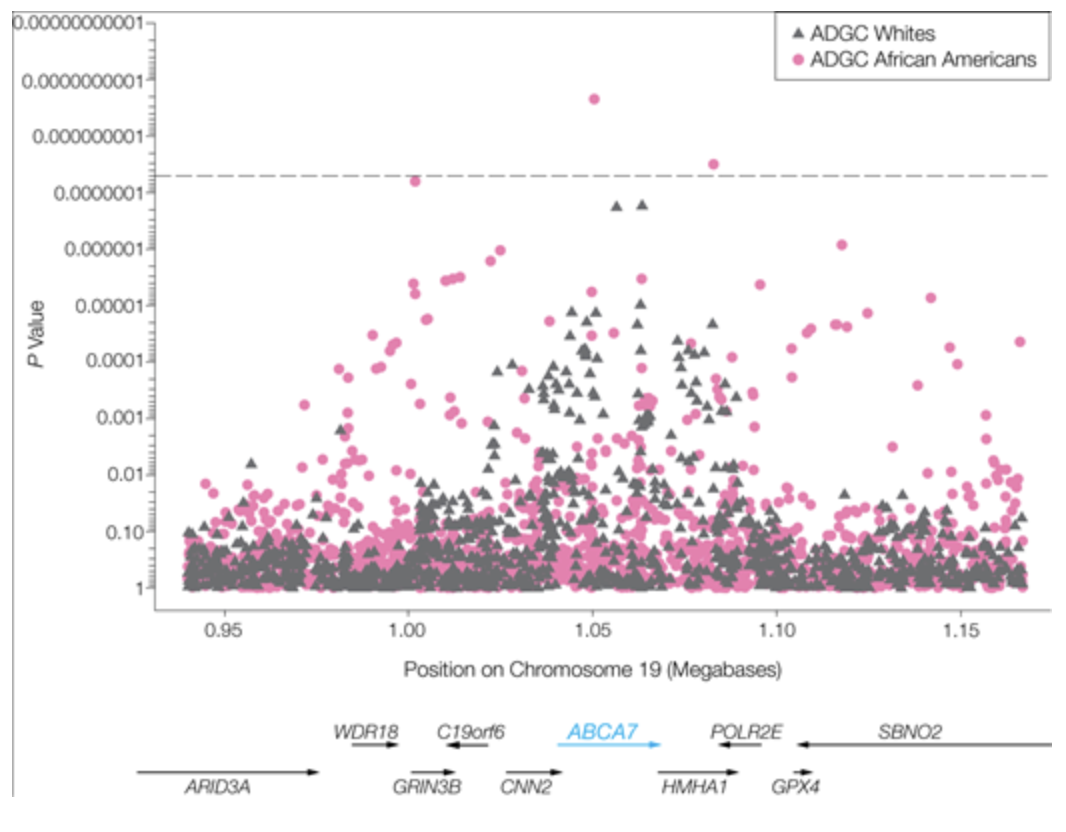 0.00000000001
0.0000000001
0.000000001
0.0000001
0.000001
0.00001
0.0001
0.001
0.01
0.10
1
P Value
ADGC Whites
ADGC African Americans
0.95 1.00 1.05 1.10 1.15
Position on Chromosome 19 (Megabases)
WDR18 C19orf6 ABCA7 POLR2E SBNO2
ARID3A GRIN3B CNN2 HMHA1 GPX4